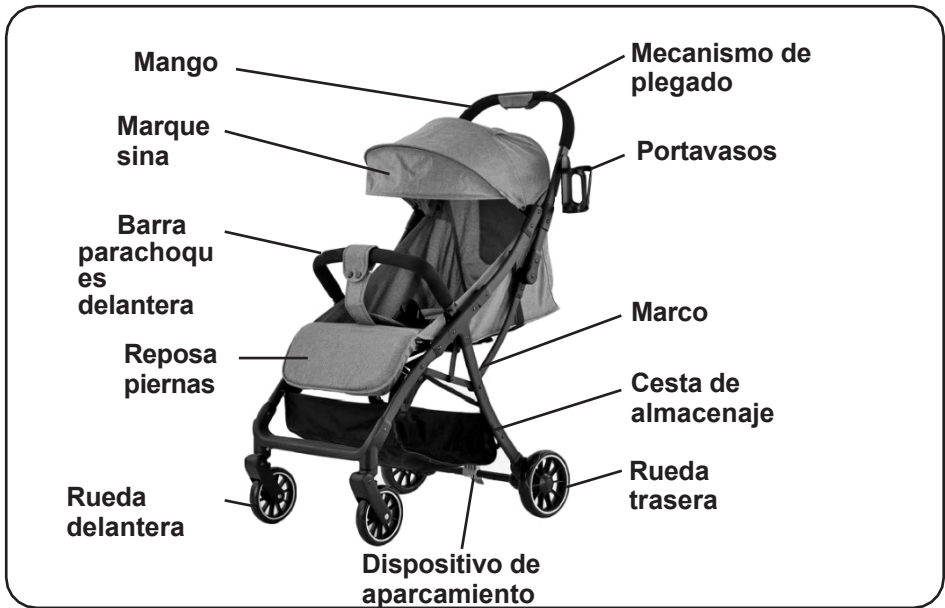 Mango
Mecanismo de
plegado
Marque
sina
Portavasos
Barra
parachoqu
es
delantera
Marco
Reposa
piernas
Cesta de
almacenaje
Rueda
trasera
Rueda
delantera
Dispositivo de
aparcamiento